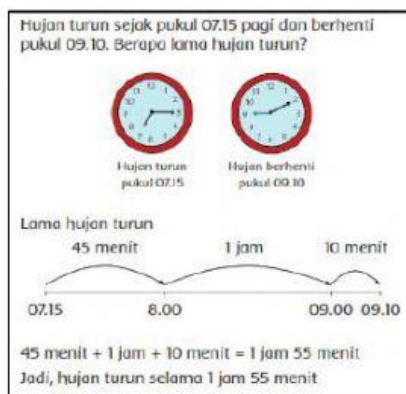 Hujan turun sejak pukul 07.15 pagi dan berhenti
pukul 09.10. Berapa lama hujan turun?
Hujan turun
pukul 07.15
Hujan berhenti
pukul 09.10
Lama hujan turun
45 menit 1 jam 10 menit
07.15 8.00 09.00 09.10
45 menit + 1 jam + 10 menit = 1 jam 55 menit
Jadi, hujan turun selama 1 jam 55 menit